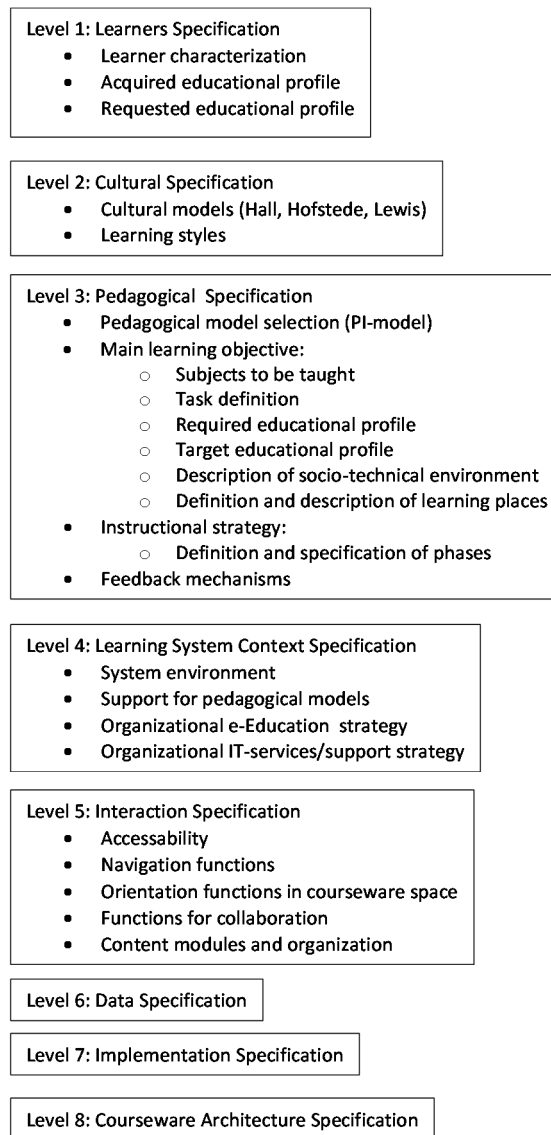 Level 1: Learners Specification
• Learner characterization
• Acquired educational profile
• Requested educational profile
Level 2: Cultural Specification
• Cultural models (Hall, Hofstede, Lewis)
• Learning styles
Level 3: Pedagogical Specification
• Pedagogical model selection (PI-model)
• Main learning objective:
○ Subjects to be taught
○ Task definition
○ Required educational profile
○ Target educational profile
○ Description of socio-technical environment
○ Definition and description of learning places
• Instructional strategy:
○ Definition and specification of phases
• Feedback mechanisms
Level 4: Learning System Context Specification
• System environment
• Support for pedagogical models
• Organizational e-Education strategy
• Organizational IT-services/support strategy
Level 5: Interaction Specification
• Accessability
• Navigation functions
• Orientation functions in courseware space
• Functions for collaboration
• Content modules and organization
Level 6: Data Specification
Level 7: Implementation Specification
Level 8: Courseware Architecture Specification